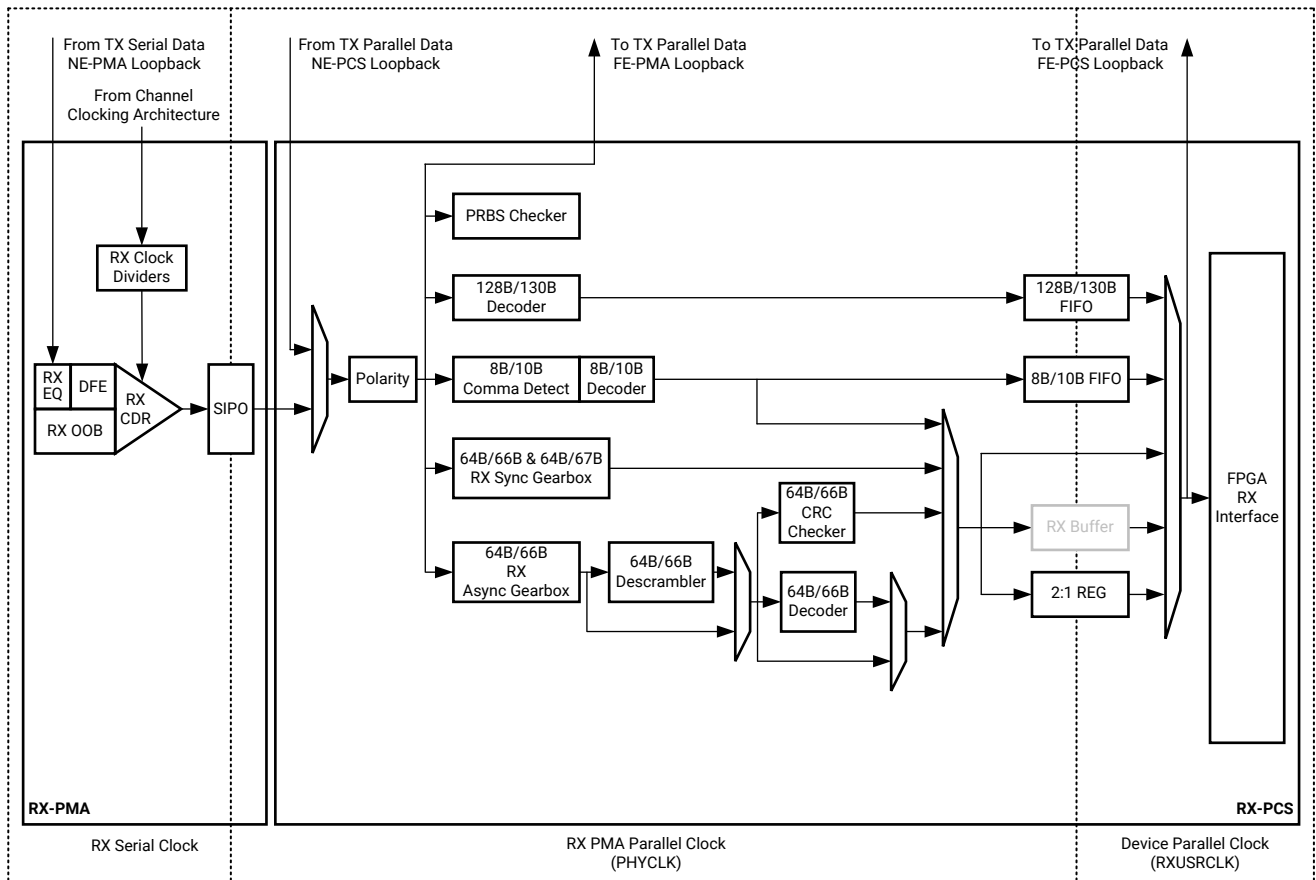 From TX Serial Data
NE-PMA Loopback
From TX Parallel Data
NE-PCS Loopback
To TX Parallel Data
FE-PMA Loopback
To TX Parallel Data
FE-PCS Loopback
From Channel
Clocking Architecture
PRBS Checker
RX Clock
Dividers
128B/130B
Decoder
128B/130B
FIFO
RX
EQ
DFE
RX
CDR
RX OOB
SIPO
Polarity
8B/10B
Comma Detect
8B/10B
Decoder
8B/10B FIFO
64B/66B & 64B/67B
RX Sync Gearbox
64B/66B
CRC
Checker
FPGA
RX
Interface
RX Buffer
64B/66B
RX
Async Gearbox
64B/66B
Descrambler
64B/66B
Decoder
2:1 REG
RX-PMA
RX-PCS
RX Serial Clock
RX PMA Parallel Clock
(PHYCLK)
Device Parallel Clock
(RXUSRCLK)